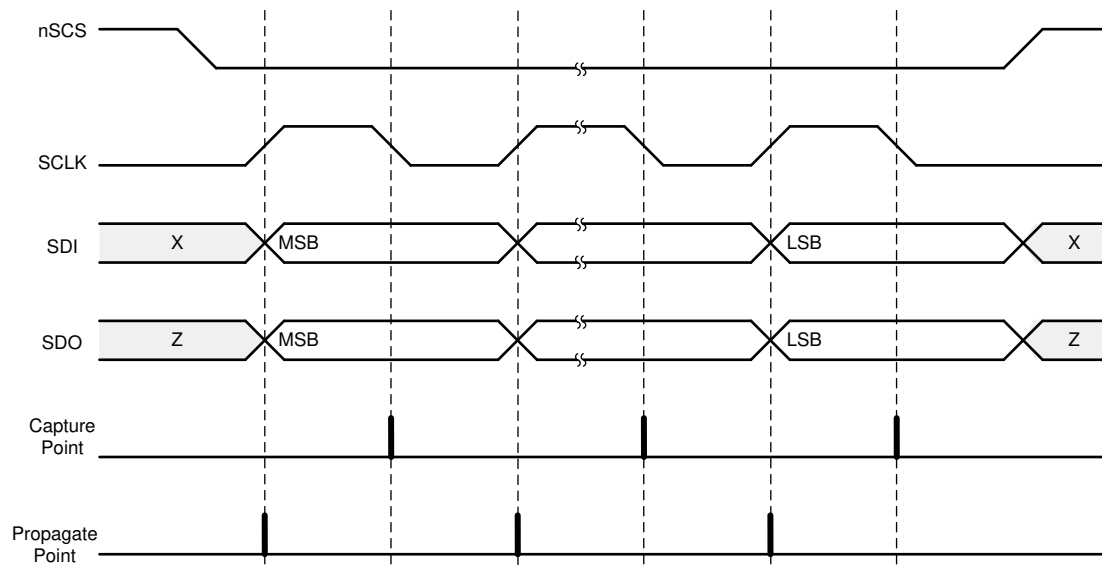 nSCS
SCLK
SDI
X
MSB
LSB
X
SDO
Z
MSB
LSB
Z
Capture
Point
Propagate
Point